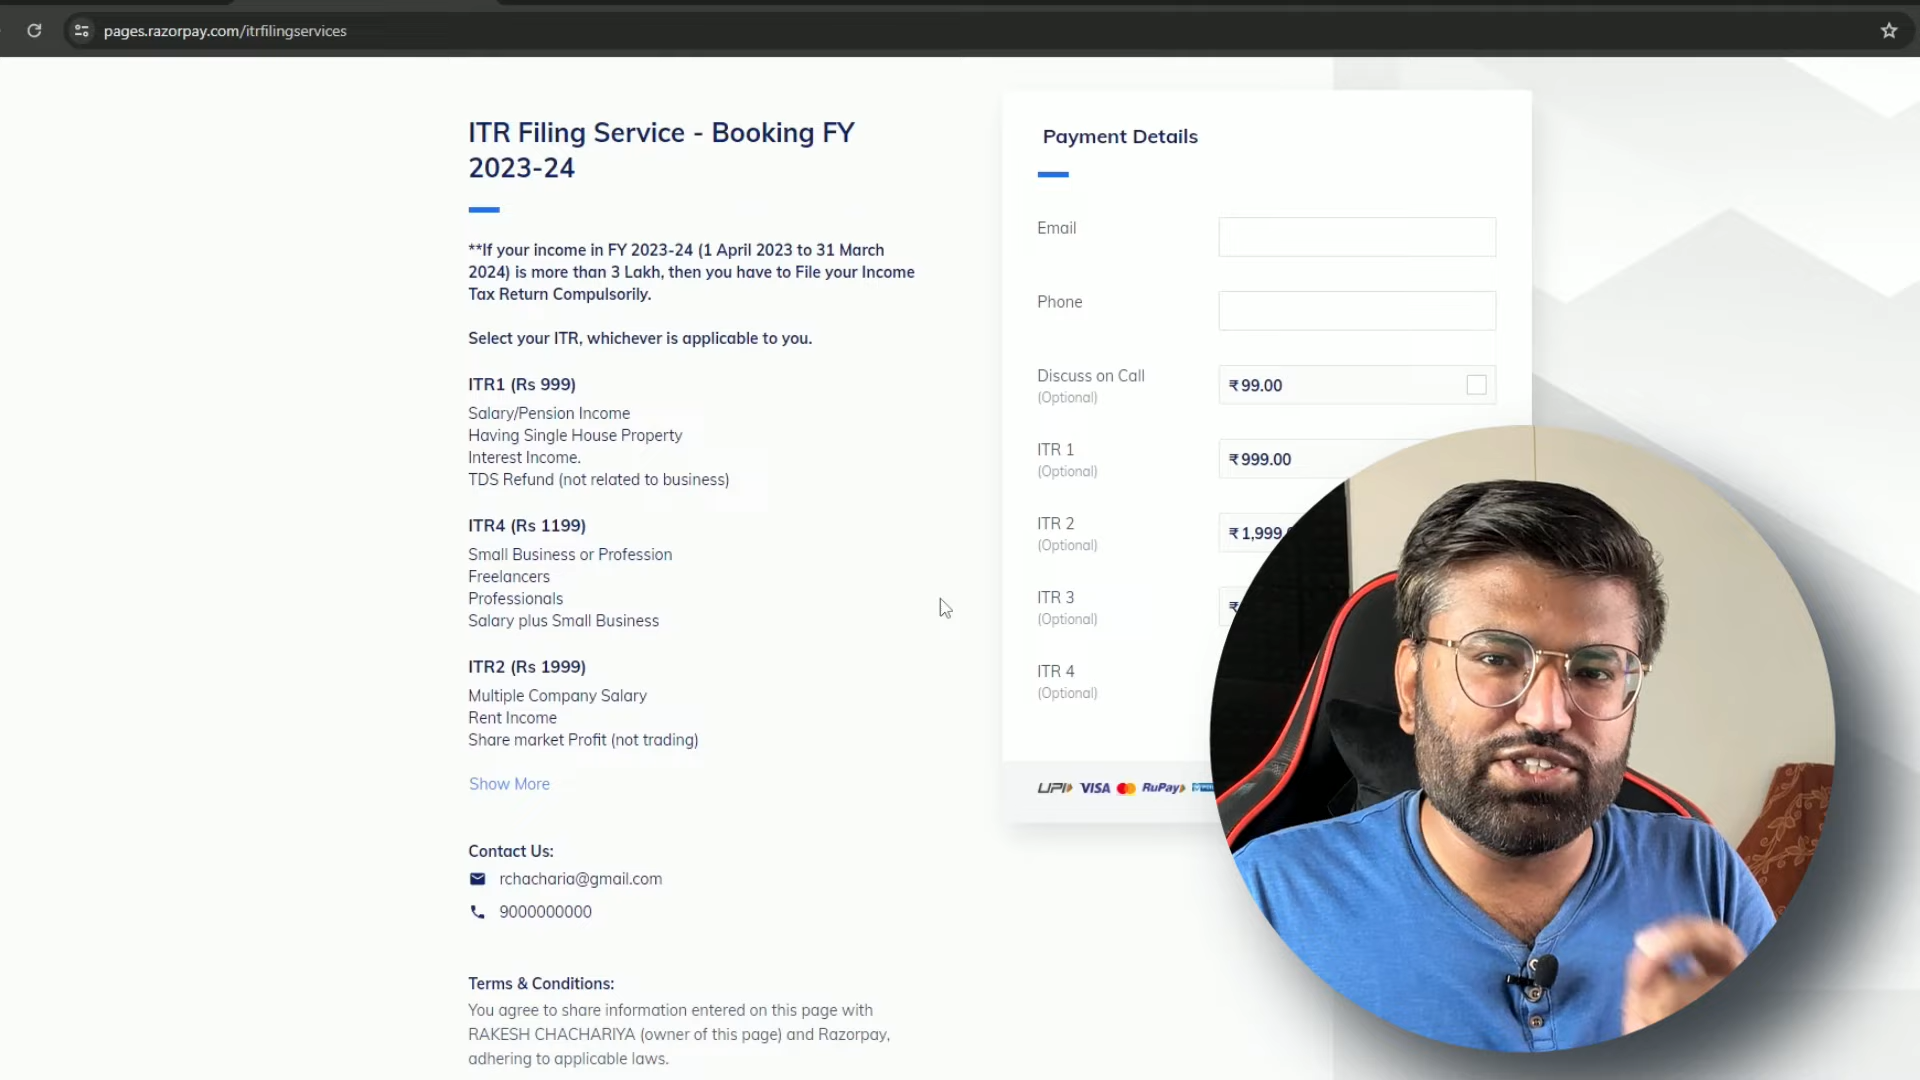 pages.razorpay.com/itrfilingservices
ITR Filing Service - Booking FY
2023-24
**If your income in FY 2023-24 (1 April 2023 to 31 March
2024) is more than 3 Lakh, then you have to File your Income
Tax Return Compulsorily.
Select your ITR, whichever is applicable to you.
ITR1 (Rs 999)
Salary/Pension Income
Having Single House Property
Interest Income.
TDS Refund (not related to business)
ITR4 (Rs 1199)
Small Business or Profession
Freelancers
Professionals
Salary plus Small Business
ITR2 (Rs 1999)
Multiple Company Salary
Rent Income
Share market Profit (not trading)
Show More
Contact Us:
rchacharia@gmail.com
9000000000
Terms & Conditions:
You agree to share information entered on this page with
RAKESH CHACHARIYA (owner of this page) and Razorpay,
adhering to applicable laws.
Payment Details
Email
Phone
Discuss on Call
(Optional)
₹ 99.00
ITR 1
(Optional)
₹ 999.00
ITR 2
(Optional)
₹ 1,999
ITR 3
(Optional)
₹
ITR 4
(Optional)
UPI VISA RuPay